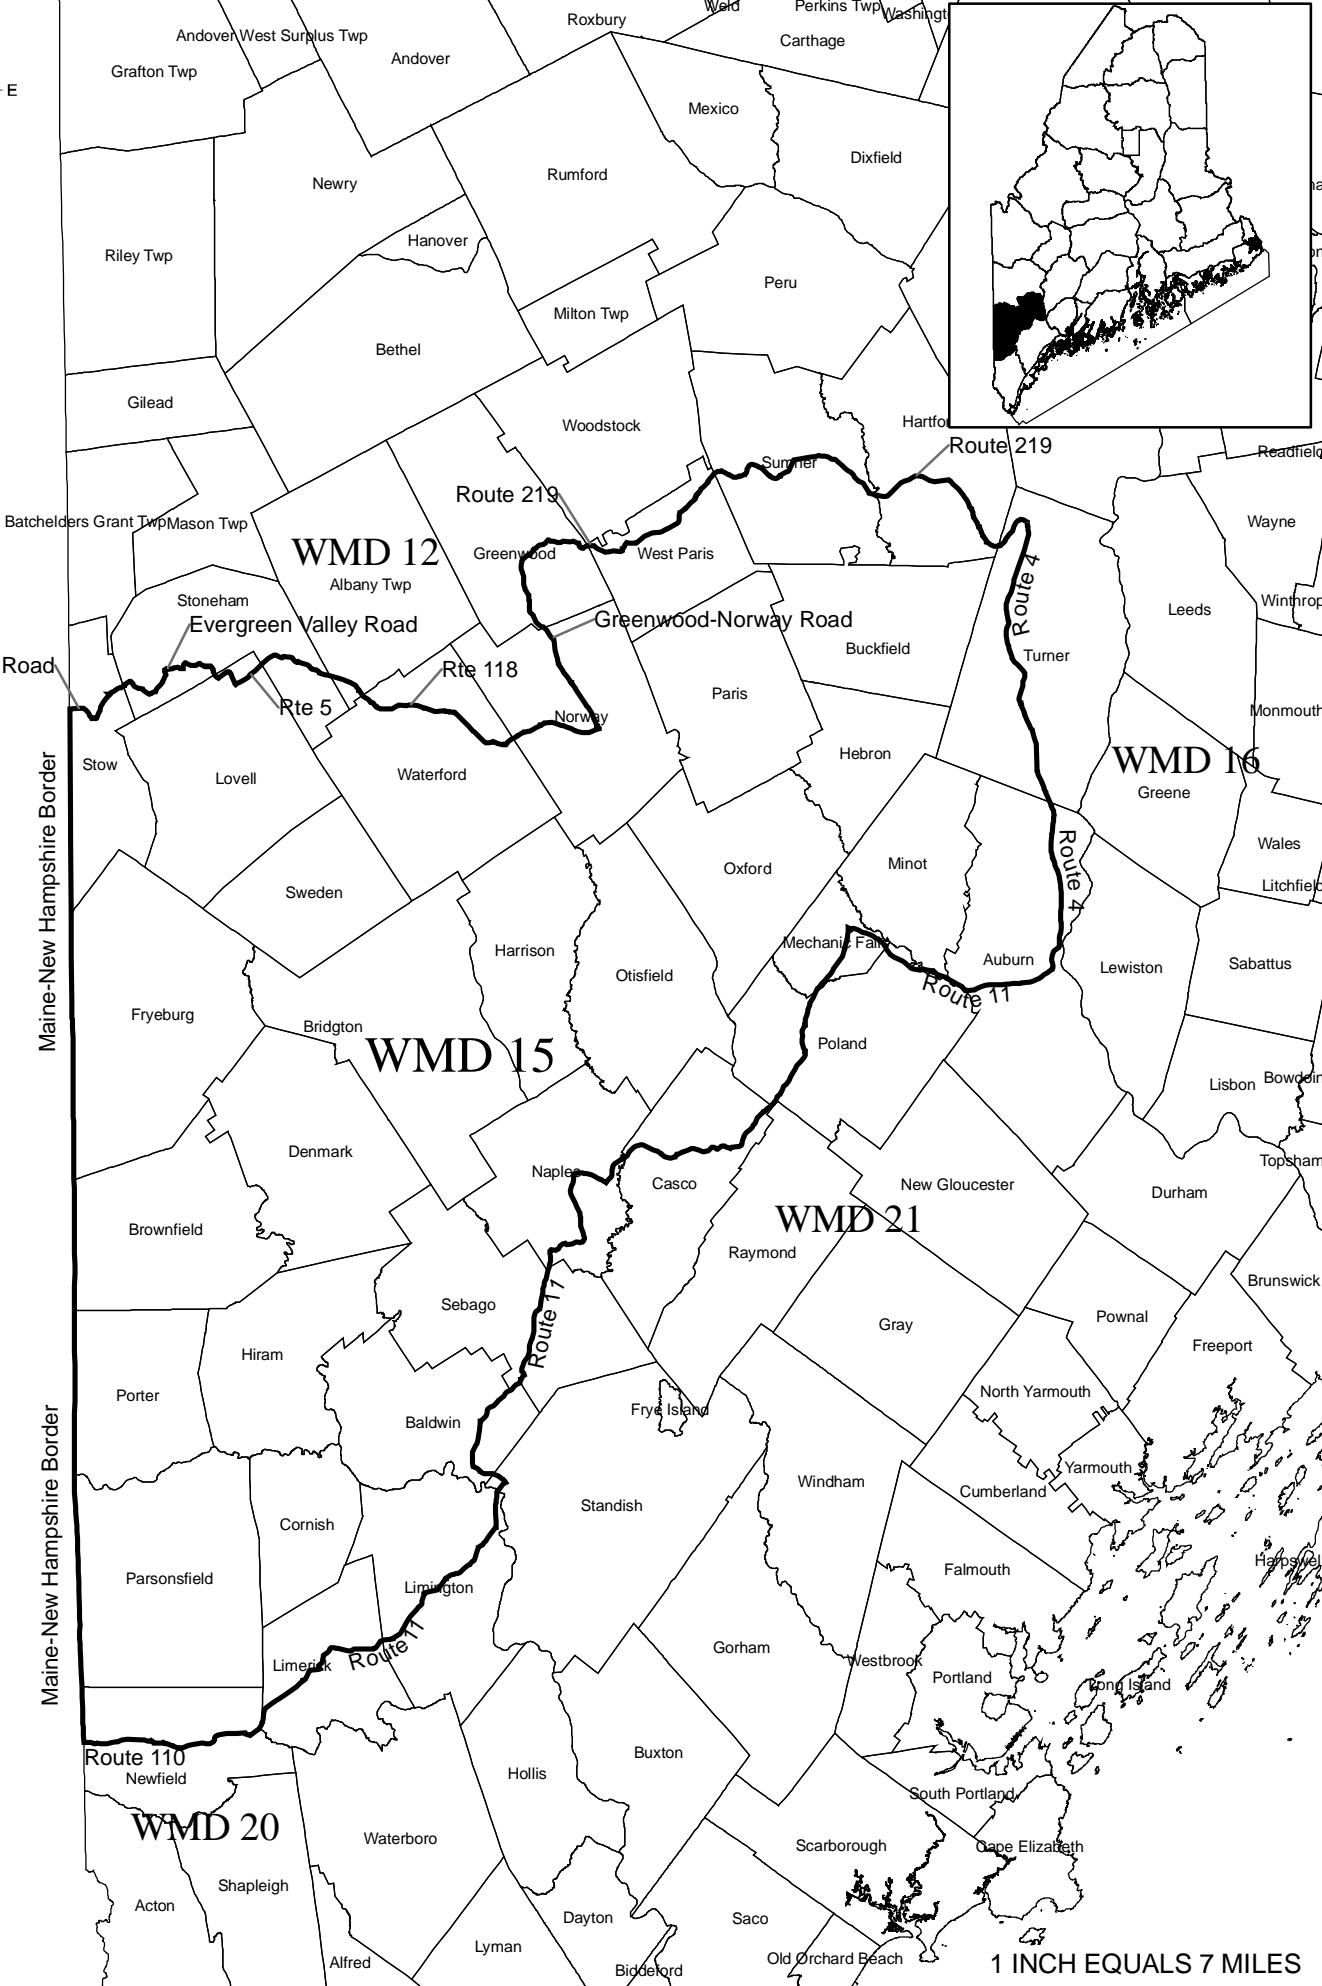 Weld
Perkins Twp
Roxbury
Andover West Surplus Twp
Carthage
Andover
Grafton Twp
E
Mexico
Dixfield
Rumford
Newry
Hanover
Riley Twp
Peru
Milton Twp
Bethel
Gilead
Woodstock
Route 219
Sumner
Readfield
Route 219
Batchelders Grant Twp
Mason Twp
Wayne
WMD 12
Greenwood
West Paris
Albany Twp
Stoneham
Leeds
Route 4
Evergreen Valley Road
Greenwood-Norway Road
Buckfield
Turner
Road
Rte 118
Paris
Rte 5
Norway
Monmouth
Hebron
WMD 16
Stow
Lovell
Waterford
Greene
Maine-New Hampshire Border
Route 4
Wales
Oxford
Minot
Litchfield
Sweden
Harrison
Mechanic Falls
Auburn
Otisfield
Lewiston
Sabattus
Route 11
Fryeburg
Bridgton
WMD 15
Poland
Lisbon
Bowdoin
Denmark
Topsham
Naples
Casco
New Gloucester
Durham
Brownfield
WMD 21
Raymond
Brunswick
Sebago
Route 11
Gray
Pownal
Freeport
Hiram
Porter
North Yarmouth
Frye Island
Baldwin
Maine-New Hampshire Border
Yarmouth
Windham
Cumberland
Standish
Cornish
Falmouth
Parsonsfield
Limington
Gorham
Route 11
Limerick
Westbrook
Portland
Long Island
Route 110
Newfield
Buxton
Hollis
South Portland
WMD 20
Waterboro
Scarborough
Cape Elizabeth
Shapleigh
Acton
Dayton
Saco
Lyman
Alfred
Old Orchard Beach
Biddeford
1 INCH EQUALS 7 MILES